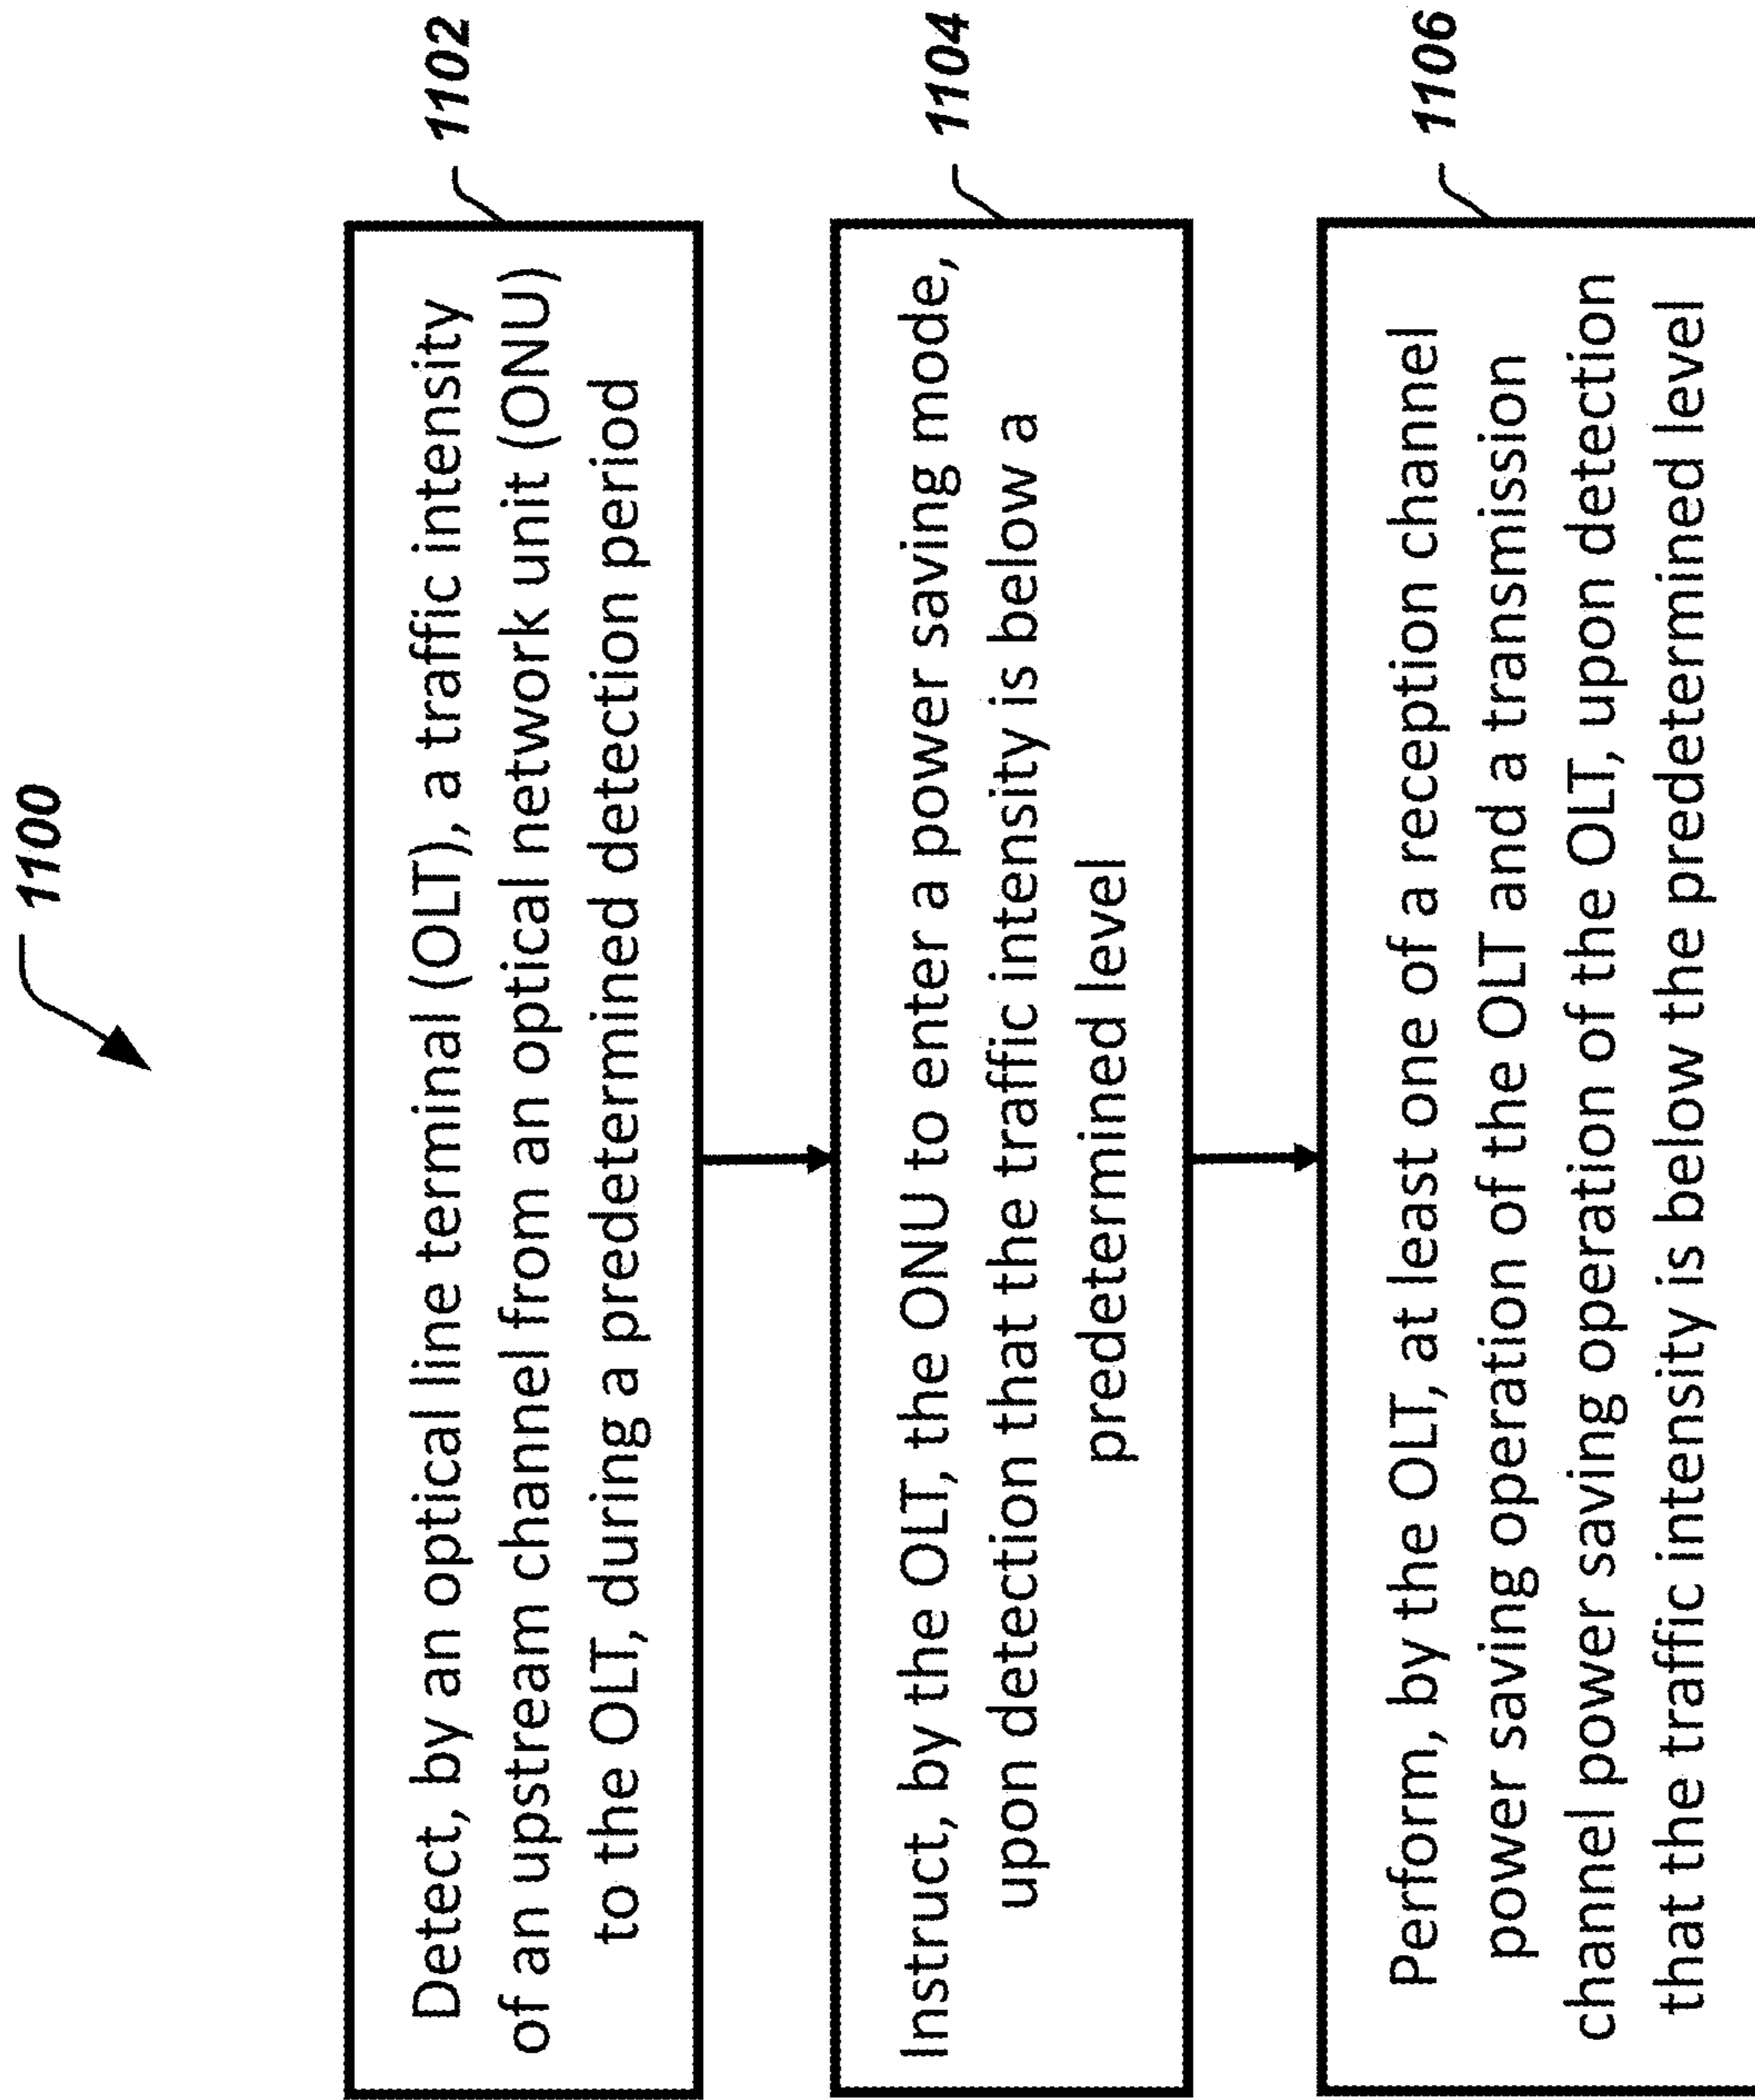 1100
Detect, by an optical line terminal (OLT), a traffic intensity
of an upstream channel from an optical network unit (ONU)
to the OLT, during a predetermined detection period
1102
Instruct, by the OLT, the ONU to enter a power saving mode,
upon detection that the traffic intensity is below a
predetermined level
1104
Perform, by the OLT, at least one of a reception channel
power saving operation of the OLT and a transmission
channel power saving operation of the OLT, upon detection
that the traffic intensity is below the predetermined level
1106